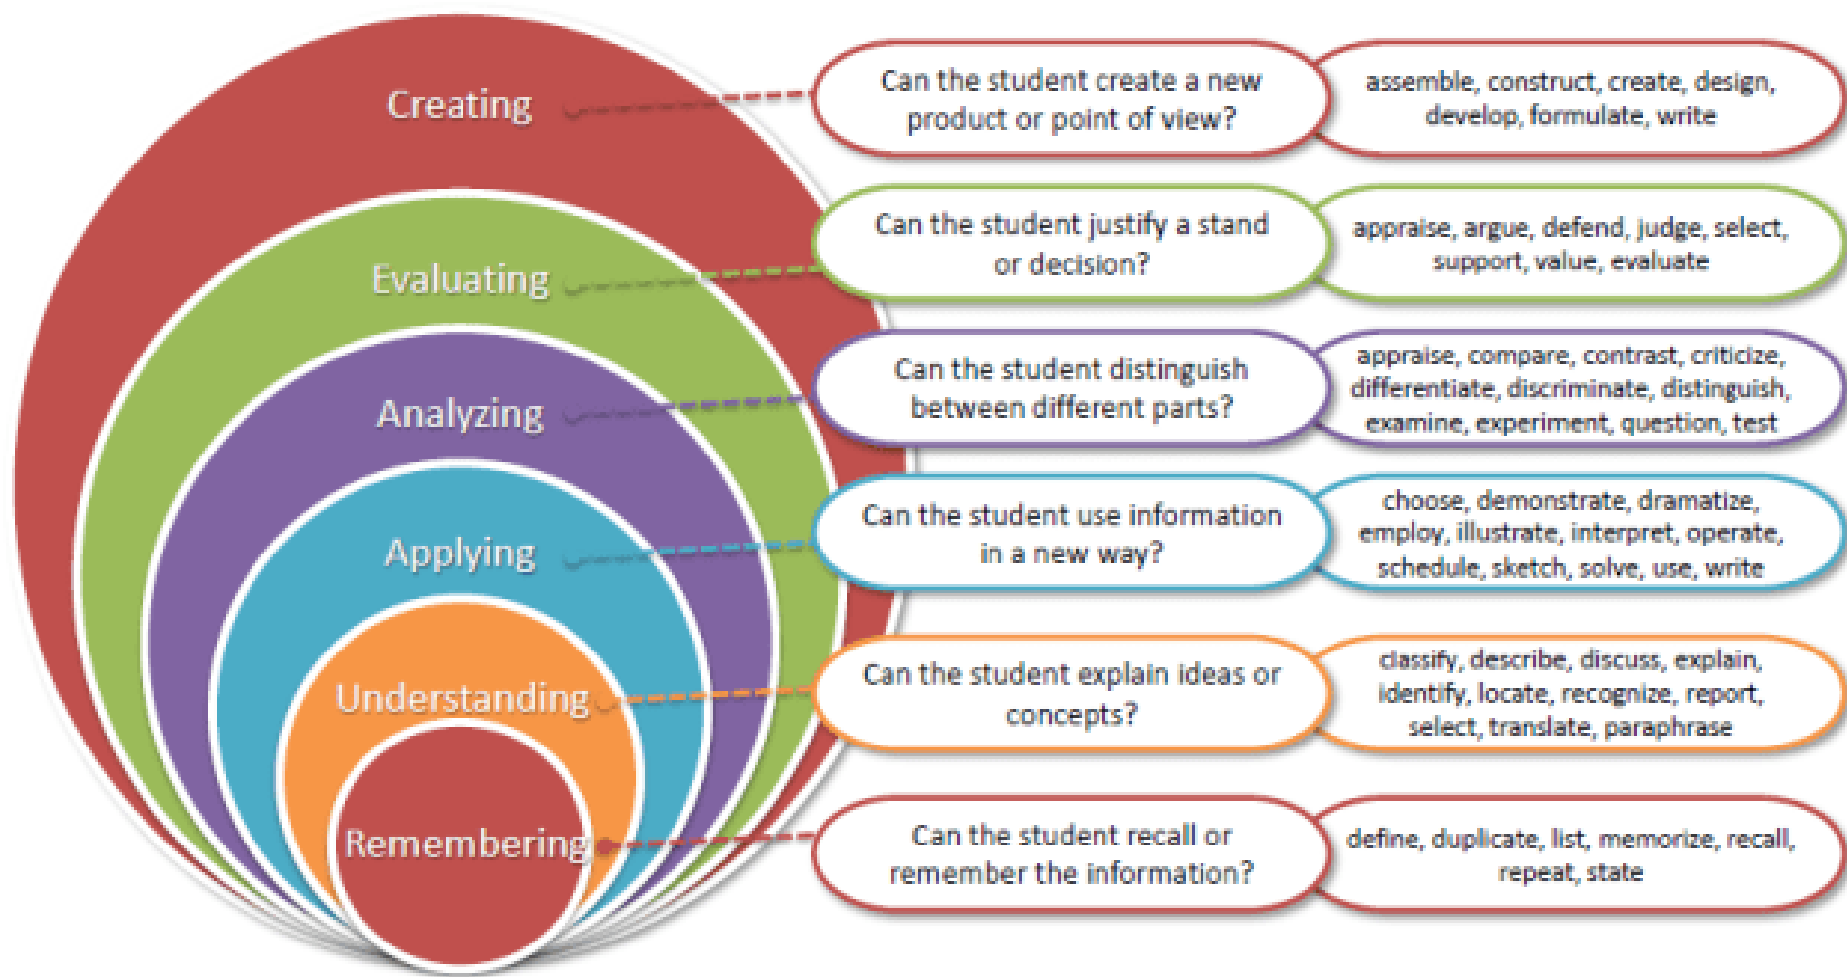 Creating
Can the student create a new
product or point of view?
assemble, construct, create, design,
develop, formulate, write
Evaluating
Can the student justify a stand
or decision?
appraise, argue, defend, judge, select,
support, value, evaluate
Analyzing
Can the student distinguish
between different parts?
appraise, compare, contrast, criticize,
differentiate, discriminate, distinguish,
examine, experiment, question, test
Applying
Can the student use information
in a new way?
choose, demonstrate, dramatize,
employ, illustrate, interpret, operate,
schedule, sketch, solve, use, write
Understanding
Can the student explain ideas or
concepts?
classify, describe, discuss, explain,
identify, locate, recognize, report,
select, translate, paraphrase
Remembering
Can the student recall or
remember the information?
define, duplicate, list, memorize, recall,
repeat, state